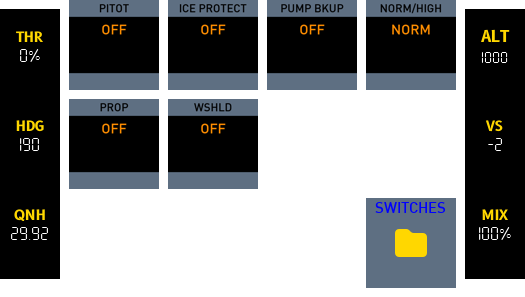 THR
0%
HDG
190
QNH
29.92
PITOT
OFF
ICE PROTECT
OFF
PUMP BKUP
OFF
NORM/HIGH
NORM
PROP
OFF
WSHLD
OFF
SWITCHES
ALT
1000
VS
-2
MIX
100%